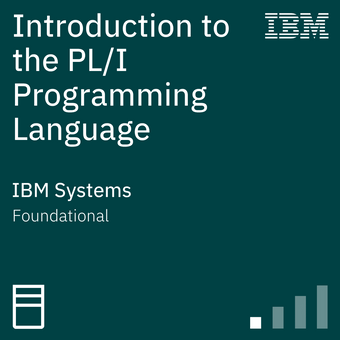 Introduction to
the PL/I
Programming
Language
IBM
IBM Systems
Foundational